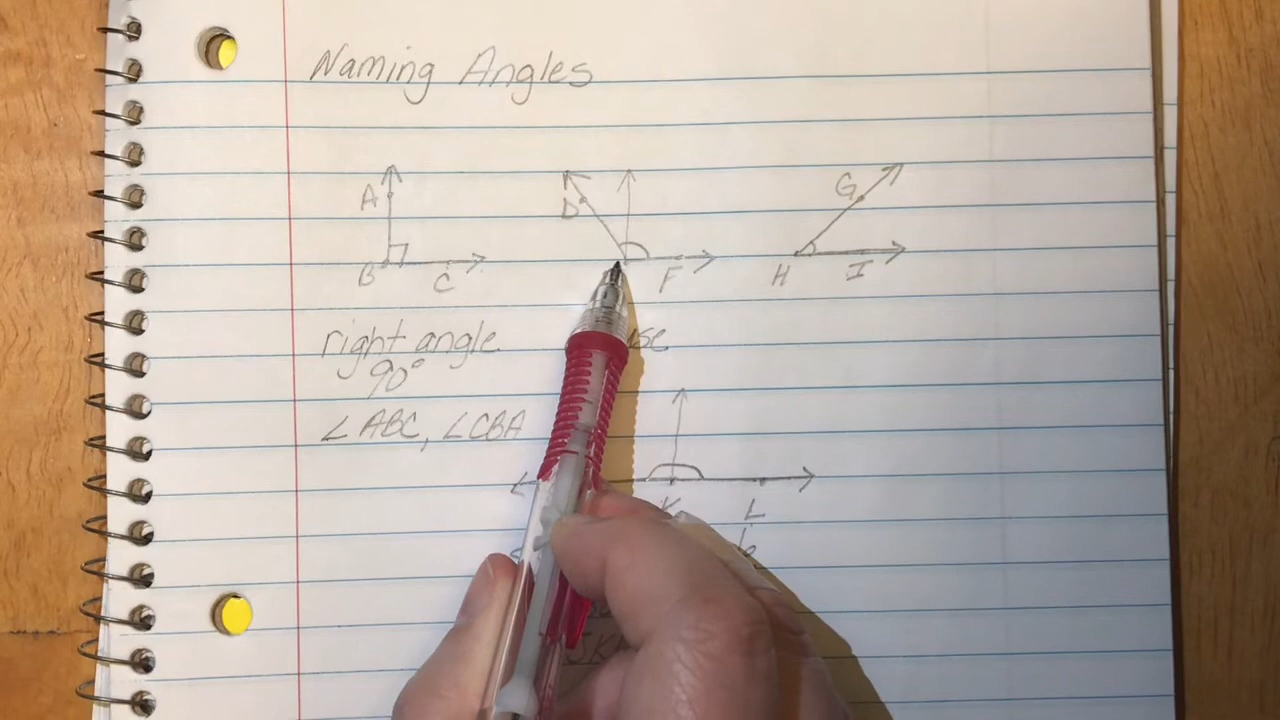 Naming Angles
A
D
G
B
C
F
H
I
right angle
90°
∠ABC, ∠CBA
L